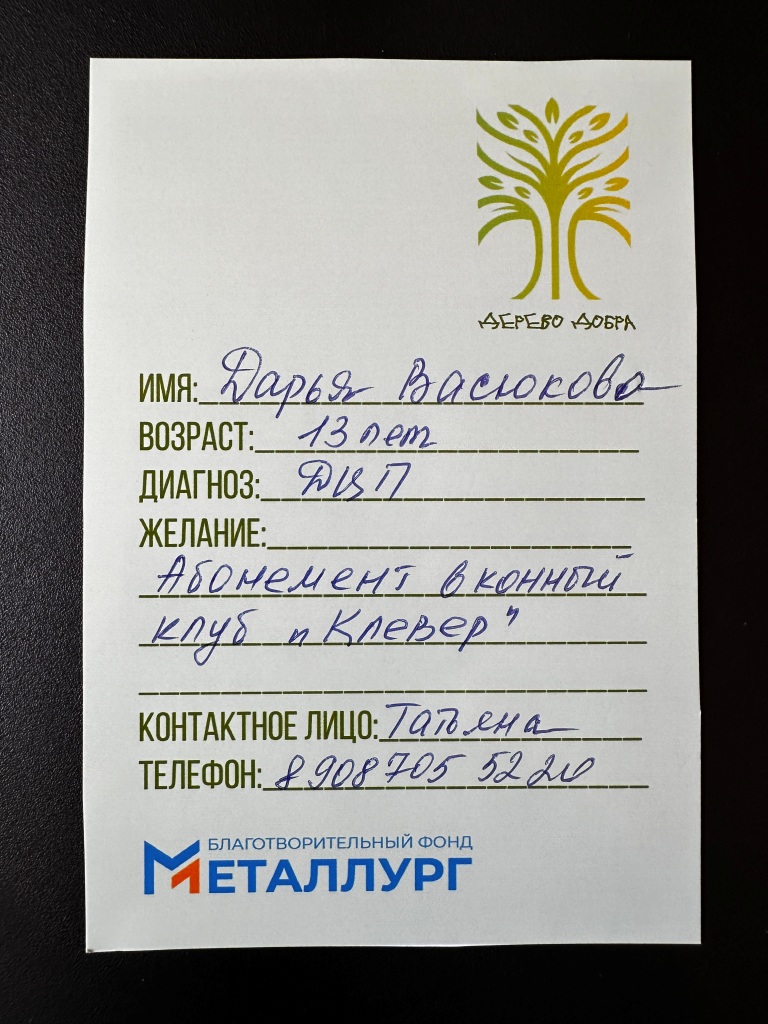 ДЕРЕВО ДОБРА
ИМЯ: Дарья Васюкова
ВОЗРАСТ: 13 лет
ДИАГНОЗ: ДЦП
ЖЕЛАНИЕ:
Абонемент в конный
клуб "Клевер"
КОНТАКТНОЕ ЛИЦО: Татьяна
ТЕЛЕФОН: 8 908 705 52 20
БЛАГОТВОРИТЕЛЬНЫЙ ФОНД
МЕТАЛЛУРГ